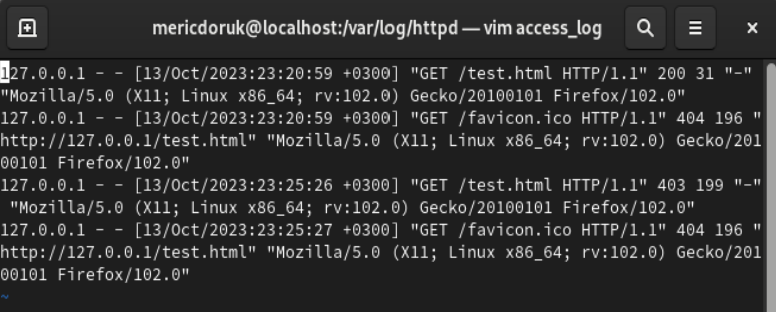 mericdoruk@localhost:/var/log/httpd — vim access_log
127.0.0.1 - - [13/Oct/2023:23:20:59 +0300] "GET /test.html HTTP/1.1" 200 31 "-"
"Mozilla/5.0 (X11; Linux x86_64; rv:102.0) Gecko/20100101 Firefox/102.0"
127.0.0.1 - - [13/Oct/2023:23:20:59 +0300] "GET /favicon.ico HTTP/1.1" 404 196 "
http://127.0.0.1/test.html" "Mozilla/5.0 (X11; Linux x86_64; rv:102.0) Gecko/201
00101 Firefox/102.0"
127.0.0.1 - - [13/Oct/2023:23:25:26 +0300] "GET /test.html HTTP/1.1" 403 199 "-"
 "Mozilla/5.0 (X11; Linux x86_64; rv:102.0) Gecko/20100101 Firefox/102.0"
127.0.0.1 - - [13/Oct/2023:23:25:27 +0300] "GET /favicon.ico HTTP/1.1" 404 196 "
http://127.0.0.1/test.html" "Mozilla/5.0 (X11; Linux x86_64; rv:102.0) Gecko/201
00101 Firefox/102.0"
~